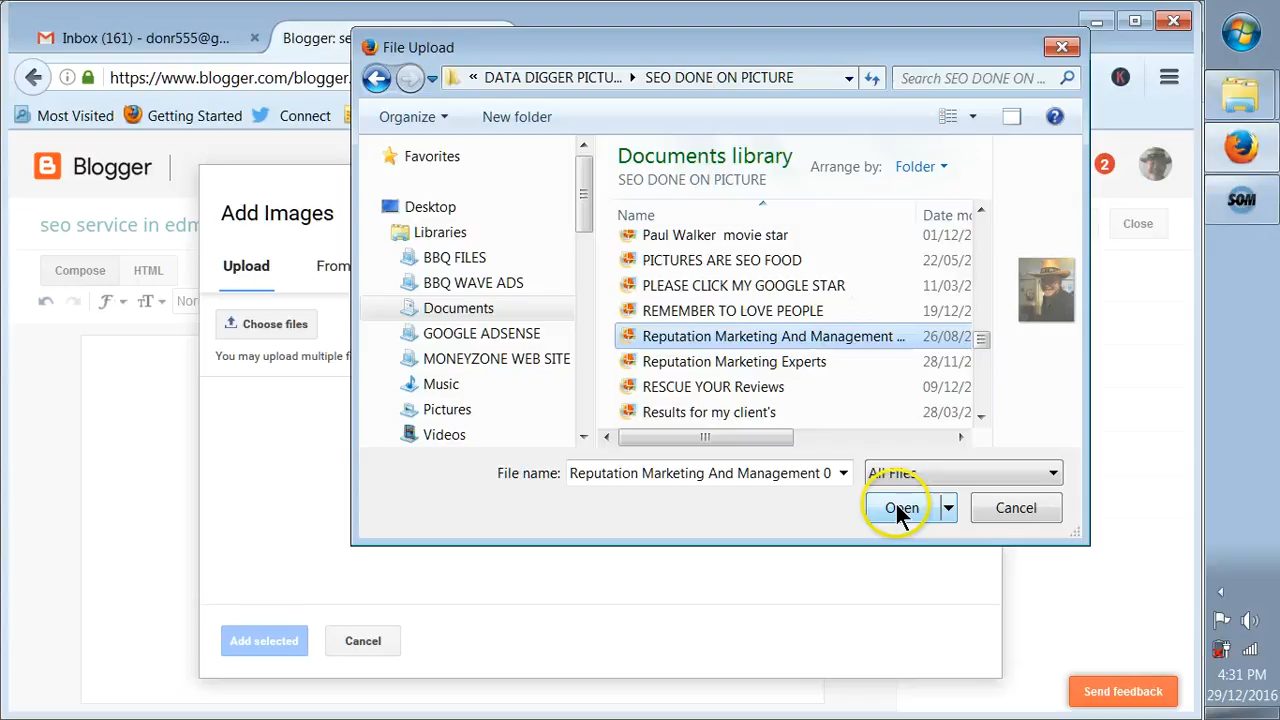 Inbox (161) - donr555@g...
Blogger: se
File Upload
https://www.blogger.com/blogger.
DATA DIGGER PICTU...
SEO DONE ON PICTURE
Search SEO DONE ON ...
Most Visited
Getting Started
Connect
Organize
New folder
Blogger
2
Favorites
Documents library
SEO DONE ON PICTURE
Arrange by:
Folder
seo service in edm
Close
Add Images
Desktop
Name
Date mo
Libraries
Paul Walker movie star
01/12/2
Compose
HTML
Upload
From
BBQ FILES
PICTURES ARE SEO FOOD
22/05/2
BBQ WAVE ADS
PLEASE CLICK MY GOOGLE STAR
11/03/2
Nor
Documents
REMEMBER TO LOVE PEOPLE
19/12/2
Choose files
GOOGLE ADSENSE
Reputation Marketing And Management ...
26/08/2
You may upload multiple f
MONEYZONE WEB SITE
Reputation Marketing Experts
28/11/2
Music
RESCUE YOUR Reviews
09/12/2
Pictures
Results for my client's
28/03/2
Videos
File name:
Reputation Marketing And Management 0
All Files
Open
Cancel
Add selected
Cancel
SOM
4:31 PM
29/12/2016
Send feedback